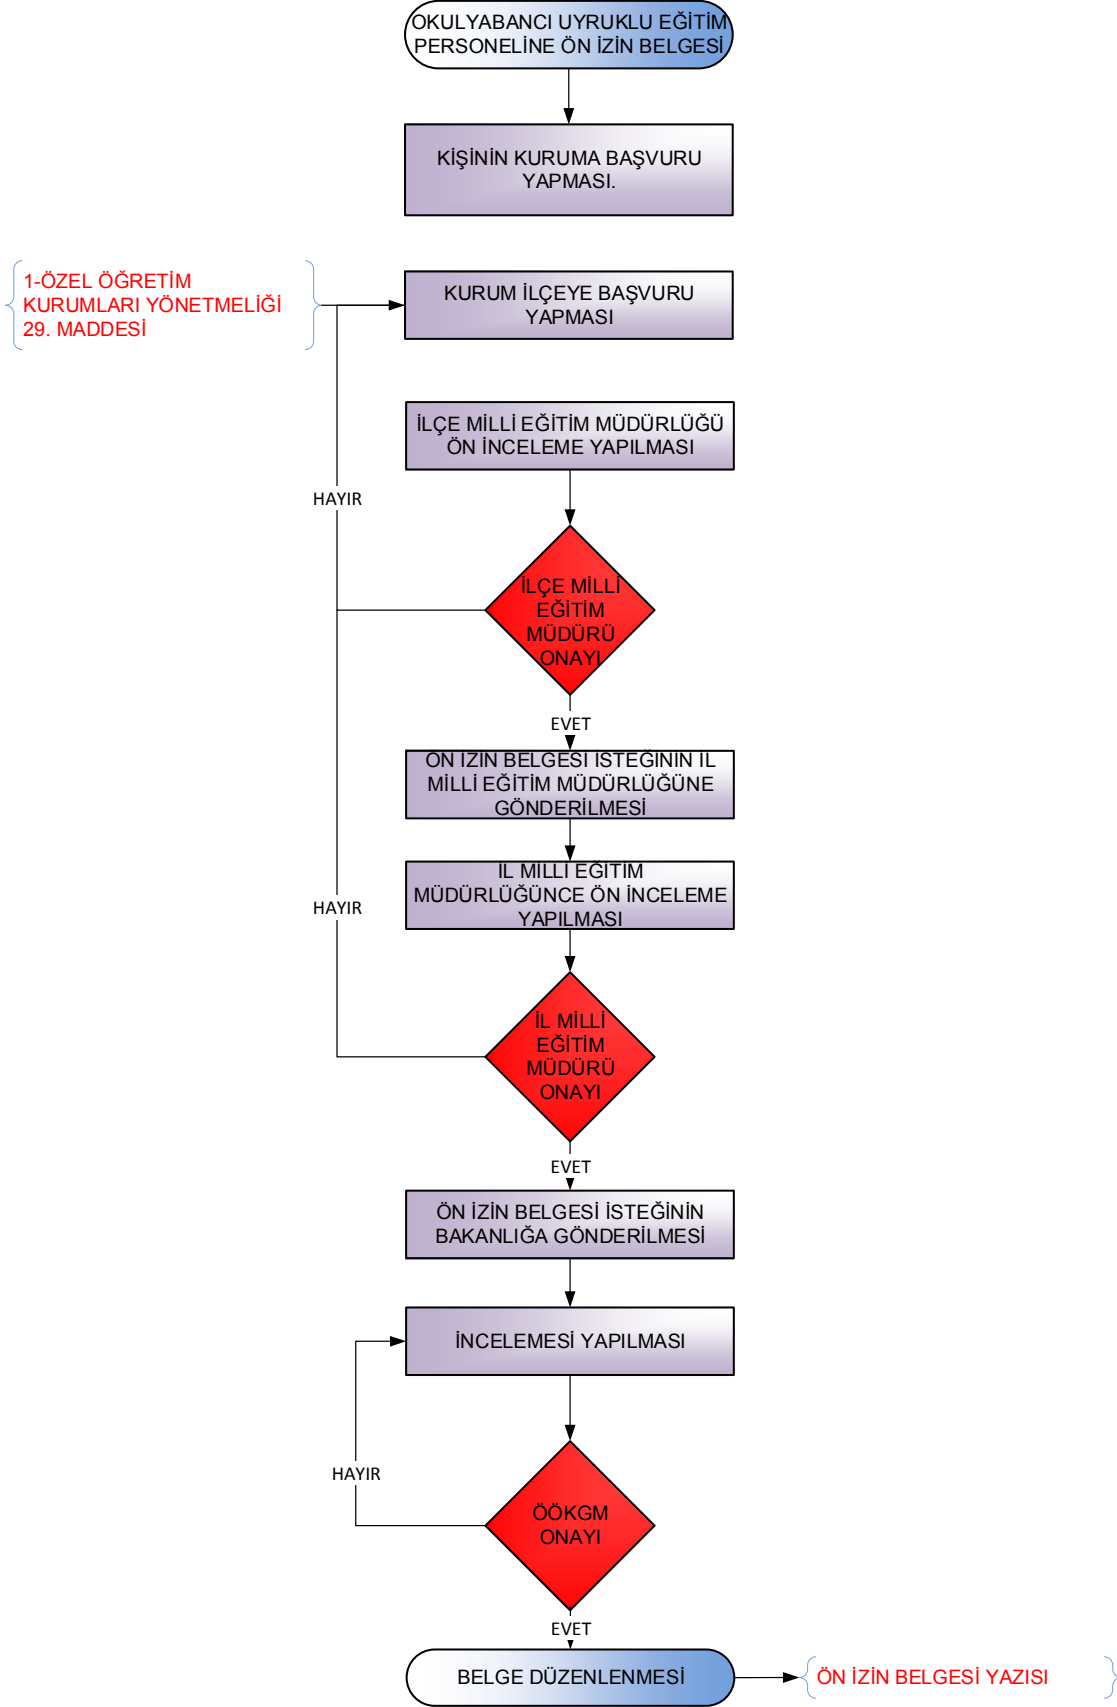 OKULYABANCI UYRUKLU EĞİTİM
PERSONELİNE ÖN İZİN BELGESİ
KİŞİNİN KURUMA BAŞVURU
YAPMASI.
1-ÖZEL ÖĞRETİM
KURUMLARI YÖNETMELİĞİ
29. MADDESİ
KURUM İLÇEYE BAŞVURU
YAPMASI
İLÇE MİLLİ EĞİTİM MÜDÜRLÜĞÜ
ÖN İNCELEME YAPILMASI
HAYIR
İLÇE MİLLİ
EĞİTİM
MÜDÜRÜ
ONAYI
EVET
ÖN İZİN BELGESİ İSTEĞİNİN İL
MİLLİ EĞİTİM MÜDÜRLÜĞÜNE
GÖNDERİLMESİ
İL MİLLİ EĞİTİM
MÜDÜRLÜĞÜNCE ÖN İNCELEME
YAPILMASI
HAYIR
İL MİLLİ
EĞİTİM
MÜDÜRÜ
ONAYI
EVET
ÖN İZİN BELGESİ İSTEĞİNİN
BAKANLIĞA GÖNDERİLMESİ
İNCELEMESİ YAPILMASI
HAYIR
ÖÖKGM
ONAYI
EVET
BELGE DÜZENLENMESİ
ÖN İZİN BELGESİ YAZISI